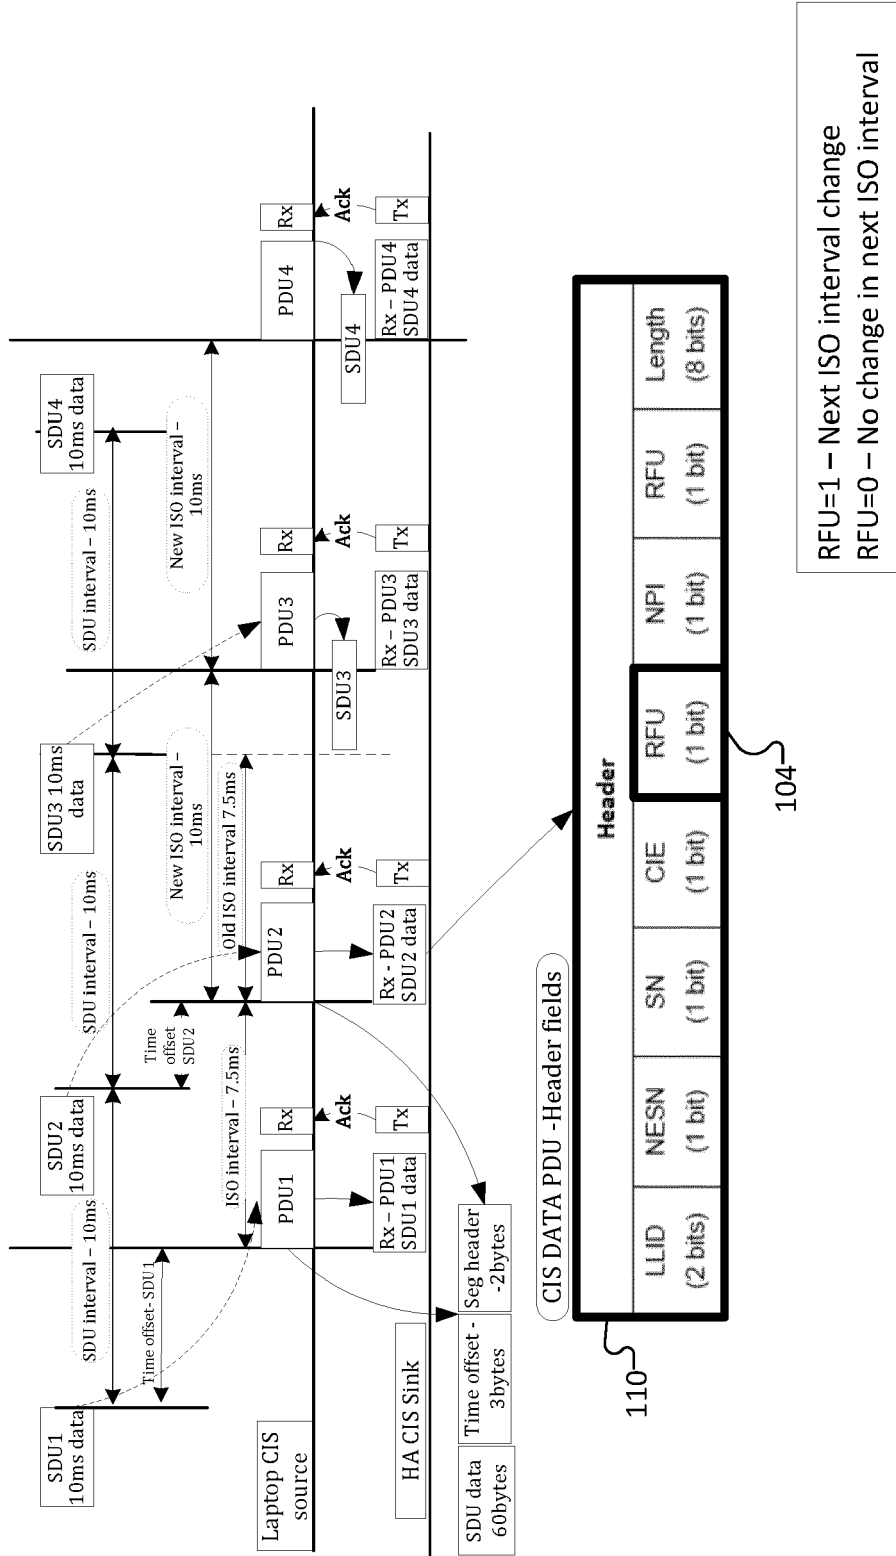 SDU1
10ms data
SDU interval – 10ms
SDU2
10ms data
SDU interval – 10ms
SDU3 10ms
data
SDU interval – 10ms
SDU4
10ms data
Time offset- SDU1
Time
offset
SDU2
New ISO interval –
10ms
New ISO interval –
10ms
ISO interval – 7.5ms
Old ISO interval 7.5ms
Laptop CIS
source
PDU1
Rx
PDU2
Rx
PDU3
Rx
PDU4
Rx
Ack
Ack
SDU3
Ack
SDU4
Ack
HA CIS Sink
Rx – PDU1
SDU1 data
Tx
Rx - PDU2
SDU2 data
Tx
Rx – PDU3
SDU3 data
Tx
Rx – PDU4
SDU4 data
Tx
SDU data
60bytes
Time offset -
3bytes
Seg header
-2bytes
CIS DATA PDU -Header fields
110
Header
LLID
(2 bits)
NESN
(1 bit)
SN
(1 bit)
CIE
(1 bit)
RFU
(1 bit)
NPI
(1 bit)
RFU
(1 bit)
Length
(8 bits)
104
RFU=1 – Next ISO interval change
RFU=0 – No change in next ISO interval